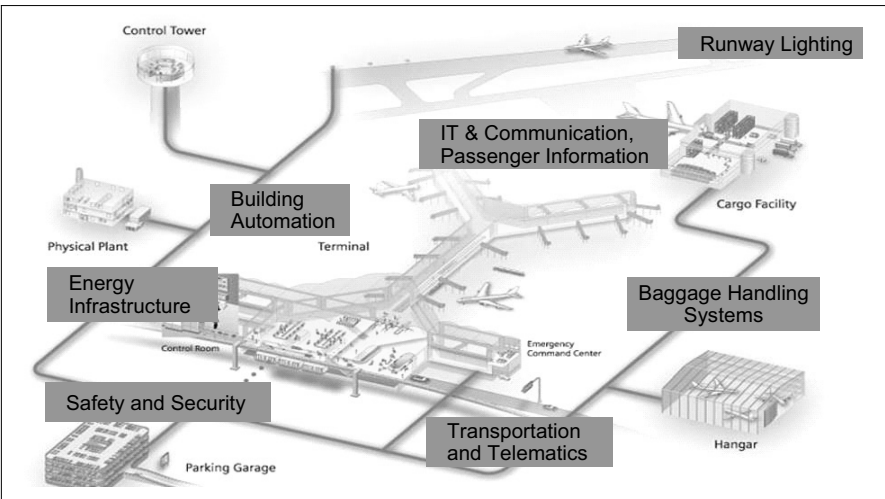 Control Tower
Runway Lighting
IT & Communication,
Passenger Information
Building
Automation
Cargo Facility
Physical Plant
Terminal
Energy
Infrastructure
Baggage Handling
Systems
Control Room
Emergency
Command Center
Safety and Security
Transportation
and Telematics
Hangar
Parking Garage